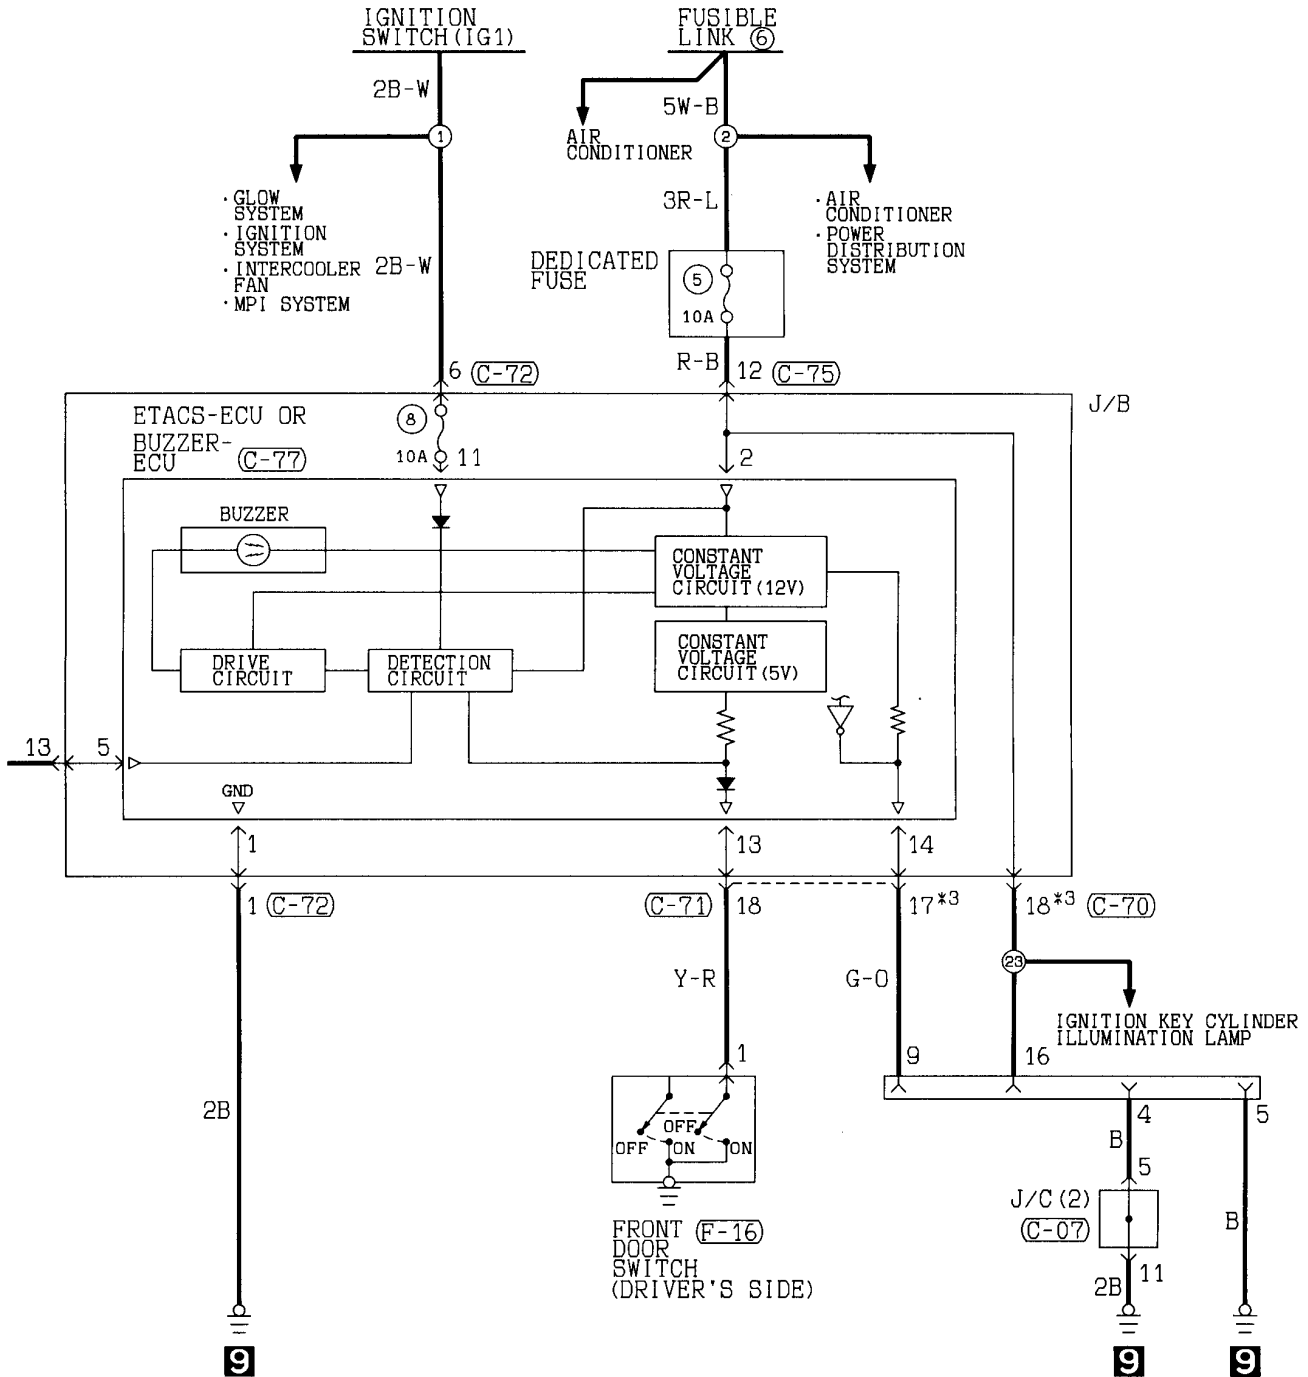 IGNITION
SWITCH(IG1)
FUSIBLE
LINK ⑥
2B-W
5W-B
①
②
AIR
CONDITIONER
·GLOW
SYSTEM
·IGNITION
SYSTEM
·INTERCOOLER
FAN
·MPI SYSTEM
2B-W
3R-L
·AIR
CONDITIONER
·POWER
DISTRIBUTION
SYSTEM
DEDICATED
FUSE
⑤
10A
R-B
6 (C-72)
12 (C-75)
J/B
ETACS-ECU OR
BUZZER-
ECU (C-77)
⑧
10A
11
2
BUZZER
CONSTANT
VOLTAGE
CIRCUIT(12V)
CONSTANT
VOLTAGE
CIRCUIT(5V)
DRIVE
CIRCUIT
DETECTION
CIRCUIT
13
5
GND
1
13
14
1 (C-72)
(C-71) 18
17*3
18*3 (C-70)
㉓
Y-R
G-O
IGNITION KEY CYLINDER
ILLUMINATION LAMP
1
9
16
2B
OFF
OFF
ON
ON
4
5
B
5
J/C(2)
(C-07)
B
11
2B
FRONT (F-16)
DOOR
SWITCH
(DRIVER'S SIDE)
9
9
9